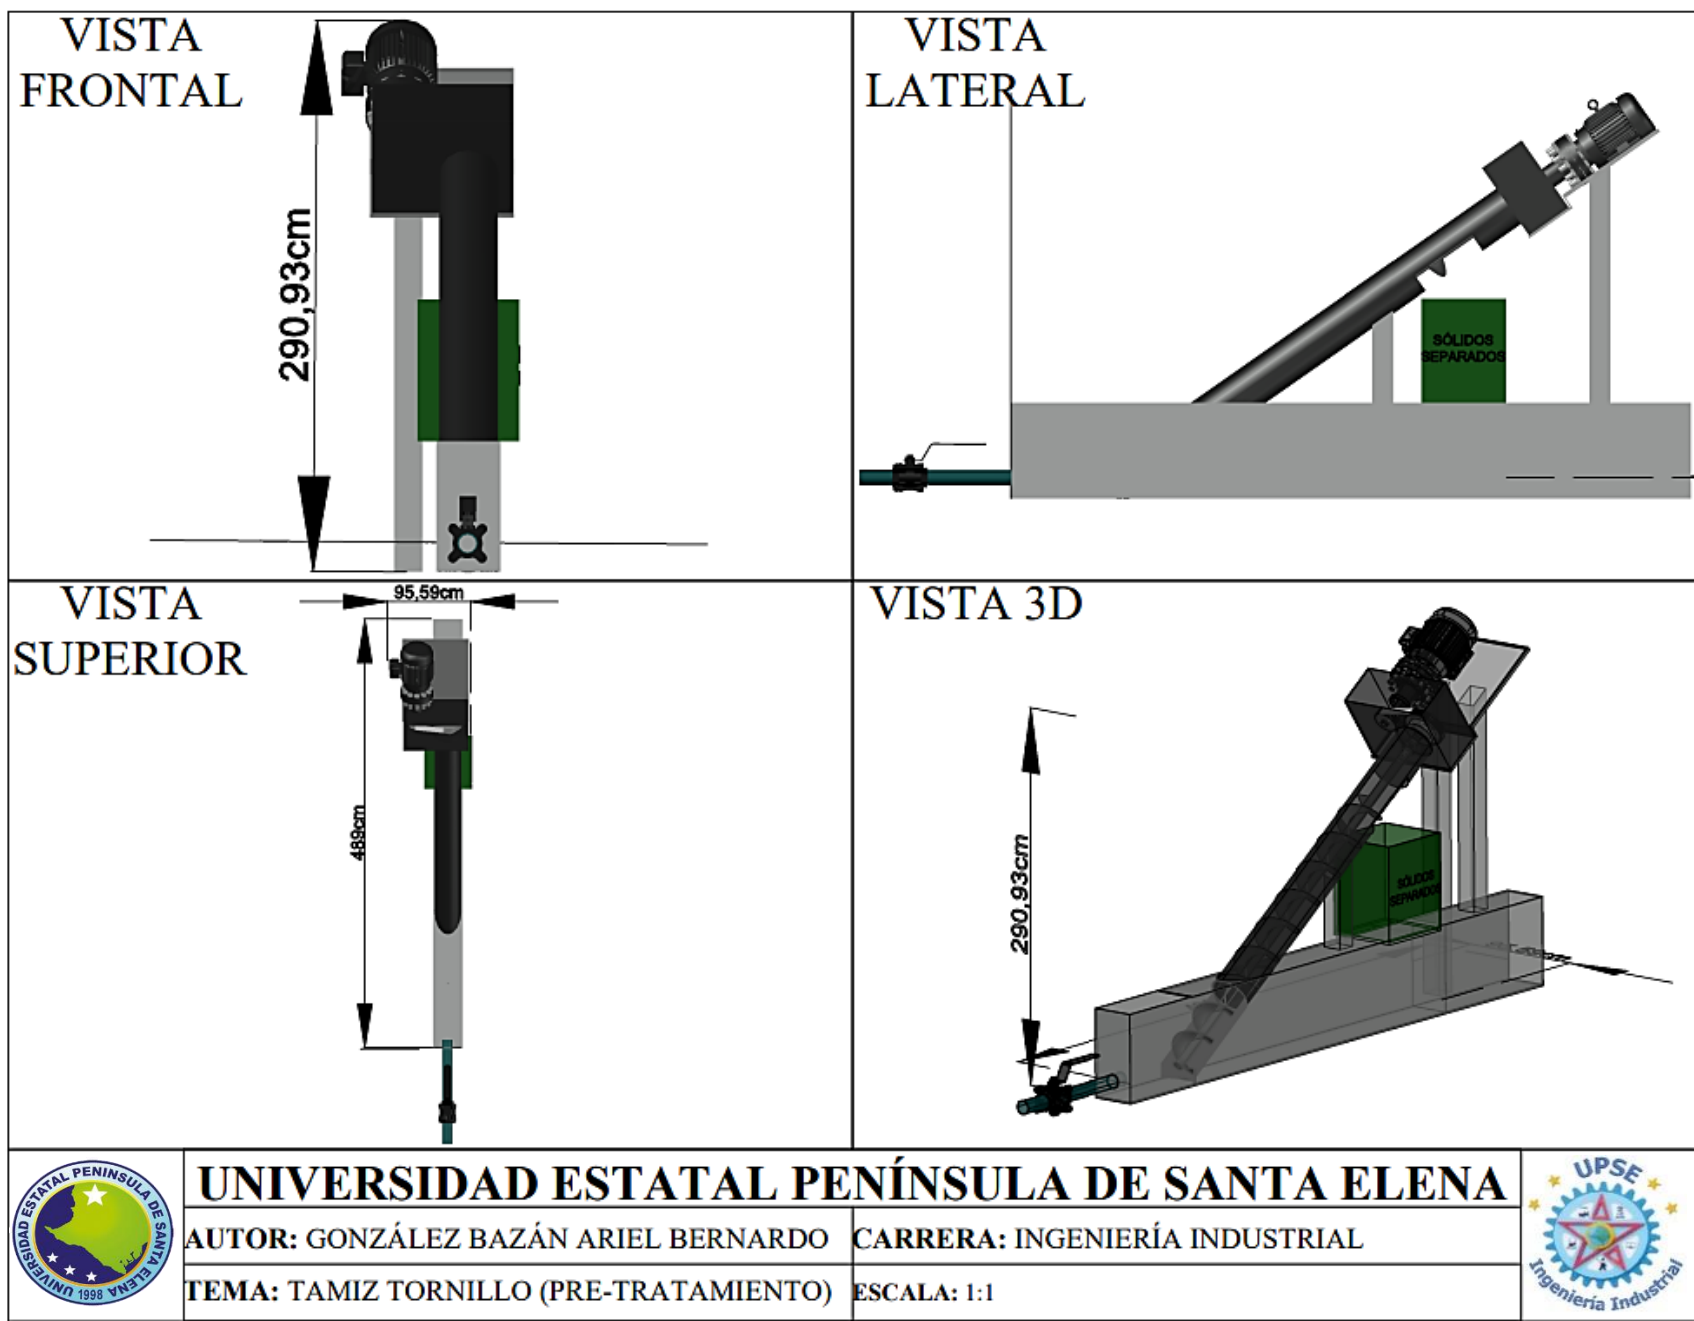 VISTA
FRONTAL
290,93cm
VISTA
LATERAL
SÓLIDOS
SEPARADOS
VISTA
SUPERIOR
95,59cm
489cm
VISTA 3D
290,93cm
SÓLIDOS
SEPARADOS
UNIVERSIDAD ESTATAL PENÍNSULA DE SANTA ELENA
AUTOR: GONZÁLEZ BAZÁN ARIEL BERNARDO
CARRERA: INGENIERÍA INDUSTRIAL
TEMA: TAMIZ TORNILLO (PRE-TRATAMIENTO)
ESCALA: 1:1
UNIVERSIDAD ESTATAL PENINSULA DE SANTA ELENA
1998
UPSE
Ingeniería Industrial